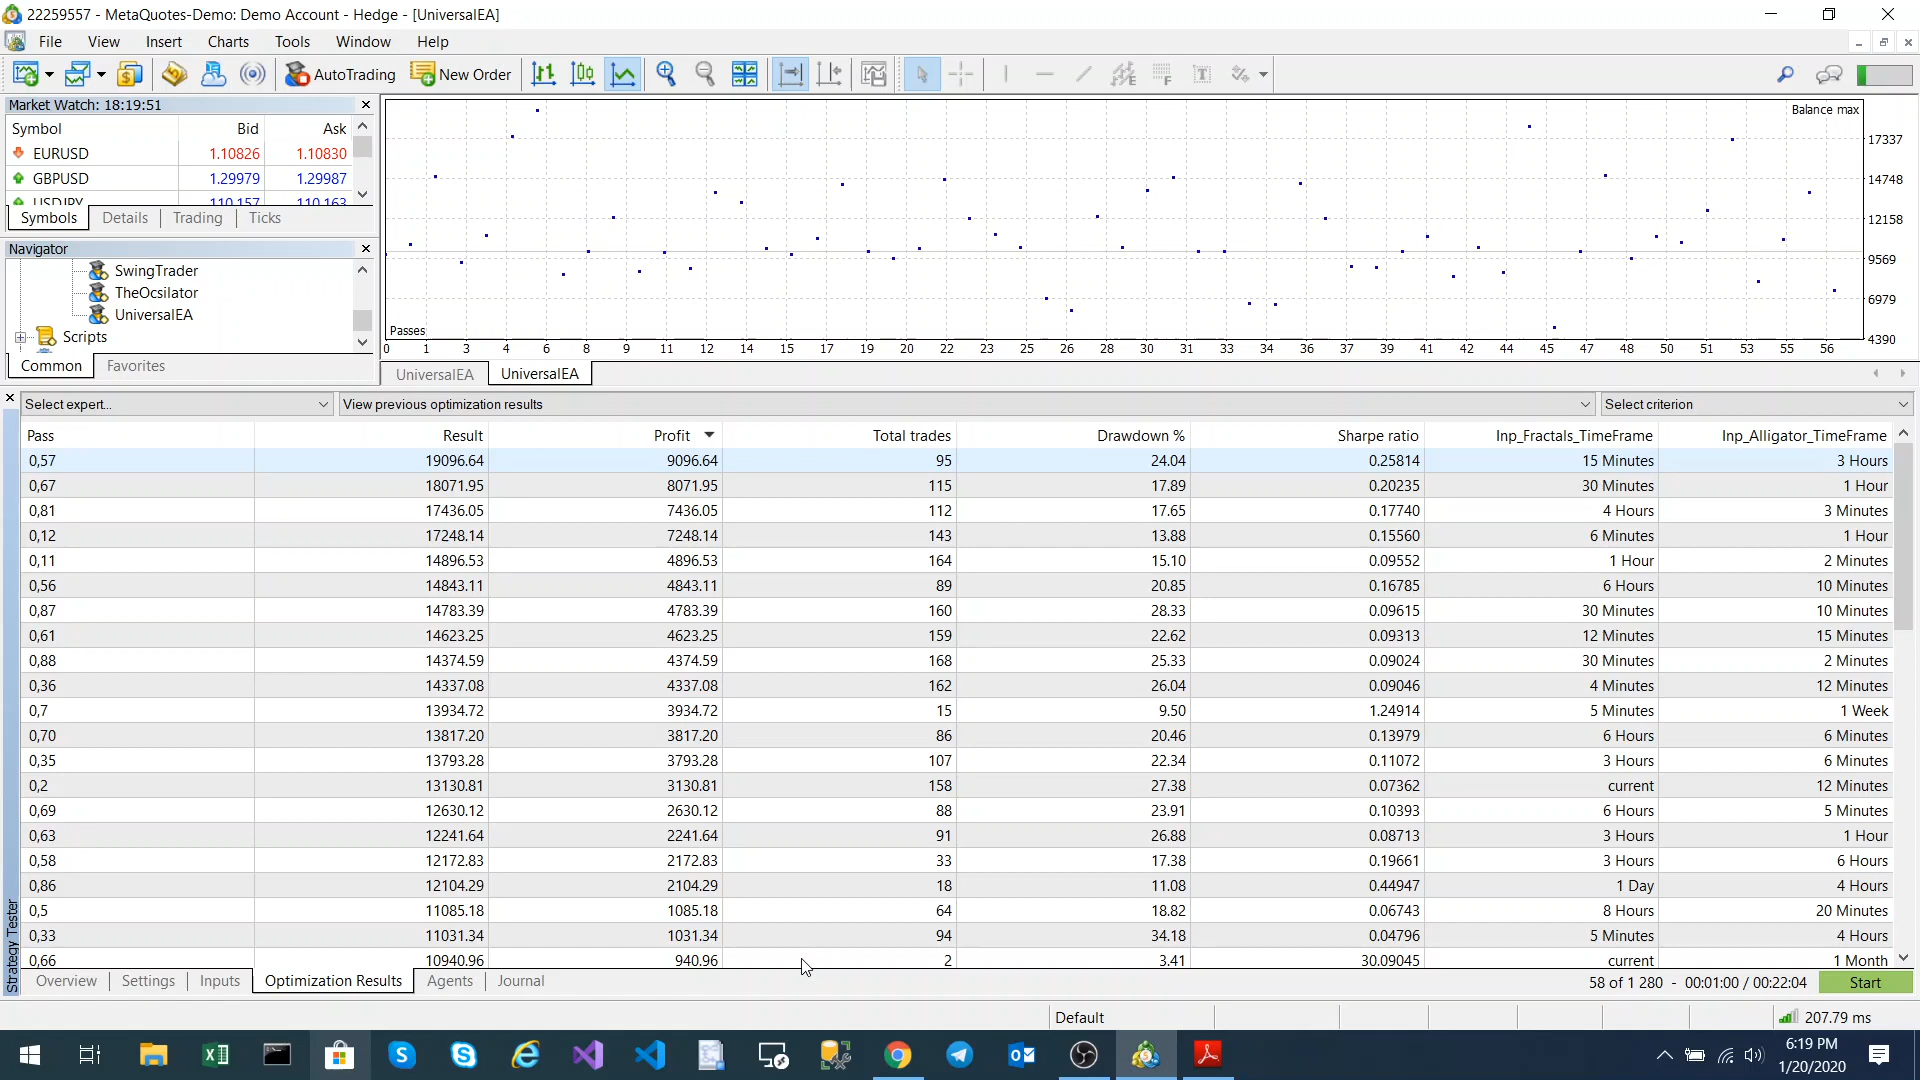 22259557 - MetaQuotes-Demo: Demo Account - Hedge - [UniversalEA]
File View Insert Charts Tools Window Help
AutoTrading New Order
Market Watch: 18:19:51
Symbol Bid Ask
EURUSD 1.10826 1.10830
GBPUSD 1.29979 1.29987
USDJPY 110.157 110.163
Symbols Details Trading Ticks
Navigator
SwingTrader
TheOcsilator
UniversalEA
Scripts
Common Favorites
Balance max
17337
14748
12158
9569
6979
4390
Passes
0 1 3 4 6 8 9 11 12 14 15 17 19 20 22 23 25 26 28 30 31 33 34 36 37 39 41 42 44 45 47 48 50 51 53 55 56
UniversalEA UniversalEA
Select expert... View previous optimization results Select criterion
Pass Result Profit Total trades Drawdown % Sharpe ratio Inp_Fractals_TimeFrame Inp_Alligator_TimeFrame
0,57 19096.64 9096.64 95 24.04 0.25814 15 Minutes 3 Hours
0,67 18071.95 8071.95 115 17.89 0.20235 30 Minutes 1 Hour
0,81 17436.05 7436.05 112 17.65 0.17740 4 Hours 3 Minutes
0,12 17248.14 7248.14 143 13.88 0.15560 6 Minutes 1 Hour
0,11 14896.53 4896.53 164 15.10 0.09552 1 Hour 2 Minutes
0,56 14843.11 4843.11 89 20.85 0.16785 6 Hours 10 Minutes
0,87 14783.39 4783.39 160 28.33 0.09615 30 Minutes 10 Minutes
0,61 14623.25 4623.25 159 22.62 0.09313 12 Minutes 15 Minutes
0,88 14374.59 4374.59 168 25.33 0.09024 30 Minutes 2 Minutes
0,36 14337.08 4337.08 162 26.04 0.09046 4 Minutes 12 Minutes
0,7 13934.72 3934.72 15 9.50 1.24914 5 Minutes 1 Week
0,70 13817.20 3817.20 86 20.46 0.13979 6 Hours 6 Minutes
0,35 13793.28 3793.28 107 22.34 0.11072 3 Hours 6 Minutes
0,2 13130.81 3130.81 158 27.38 0.07362 current 12 Minutes
0,69 12630.12 2630.12 88 23.91 0.10393 6 Hours 5 Minutes
0,63 12241.64 2241.64 91 26.88 0.08713 3 Hours 1 Hour
0,58 12172.83 2172.83 33 17.38 0.19661 3 Hours 6 Hours
0,86 12104.29 2104.29 18 11.08 0.44947 1 Day 4 Hours
0,5 11085.18 1085.18 64 18.82 0.06743 8 Hours 20 Minutes
0,33 11031.34 1031.34 94 34.18 0.04796 5 Minutes 4 Hours
0,66 10940.96 940.96 2 3.41 30.09045 current 1 Month
Strategy Tester
Overview Settings Inputs Optimization Results Agents Journal
58 of 1 280 - 00:01:00 / 00:22:04 Start
Default 207.79 ms
6:19 PM
1/20/2020